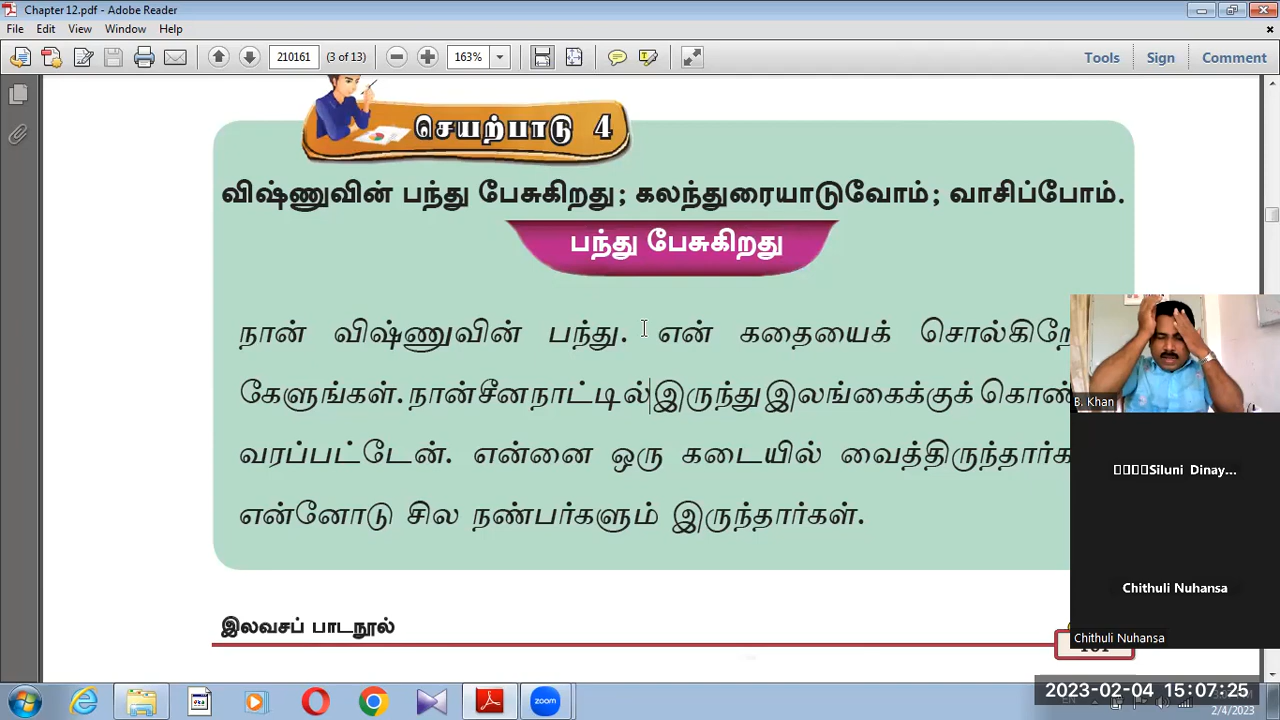 Chapter12.pdf - Adobe Reader
File Edit View Window Help
210161 (3 of 13) 163% Tools Sign Comment
செயற்பாடு 4
விஷ்ணுவின் பந்து பேசுகிறது; கலந்துரையாடுவோம்; வாசிப்போம்.
பந்து பேசுகிறது
நான் விஷ்ணுவின் பந்து. என் கதையைக்
கேளுங்கள். நான் சீன நாட்டில் இருந்து இலங்கைக்குக்
வரப்பட்டேன். என்னை ஒரு கடையில்
என்னோடு சில நண்பர்களும் இருந்தார்கள்.
B. Khan
Siluni Dinay...
Chithuli Nuhansa
Chithuli Nuhansa
இலவசப் பாடநூல்
zoom
2023-02-04 15:07:25
2/4/2023